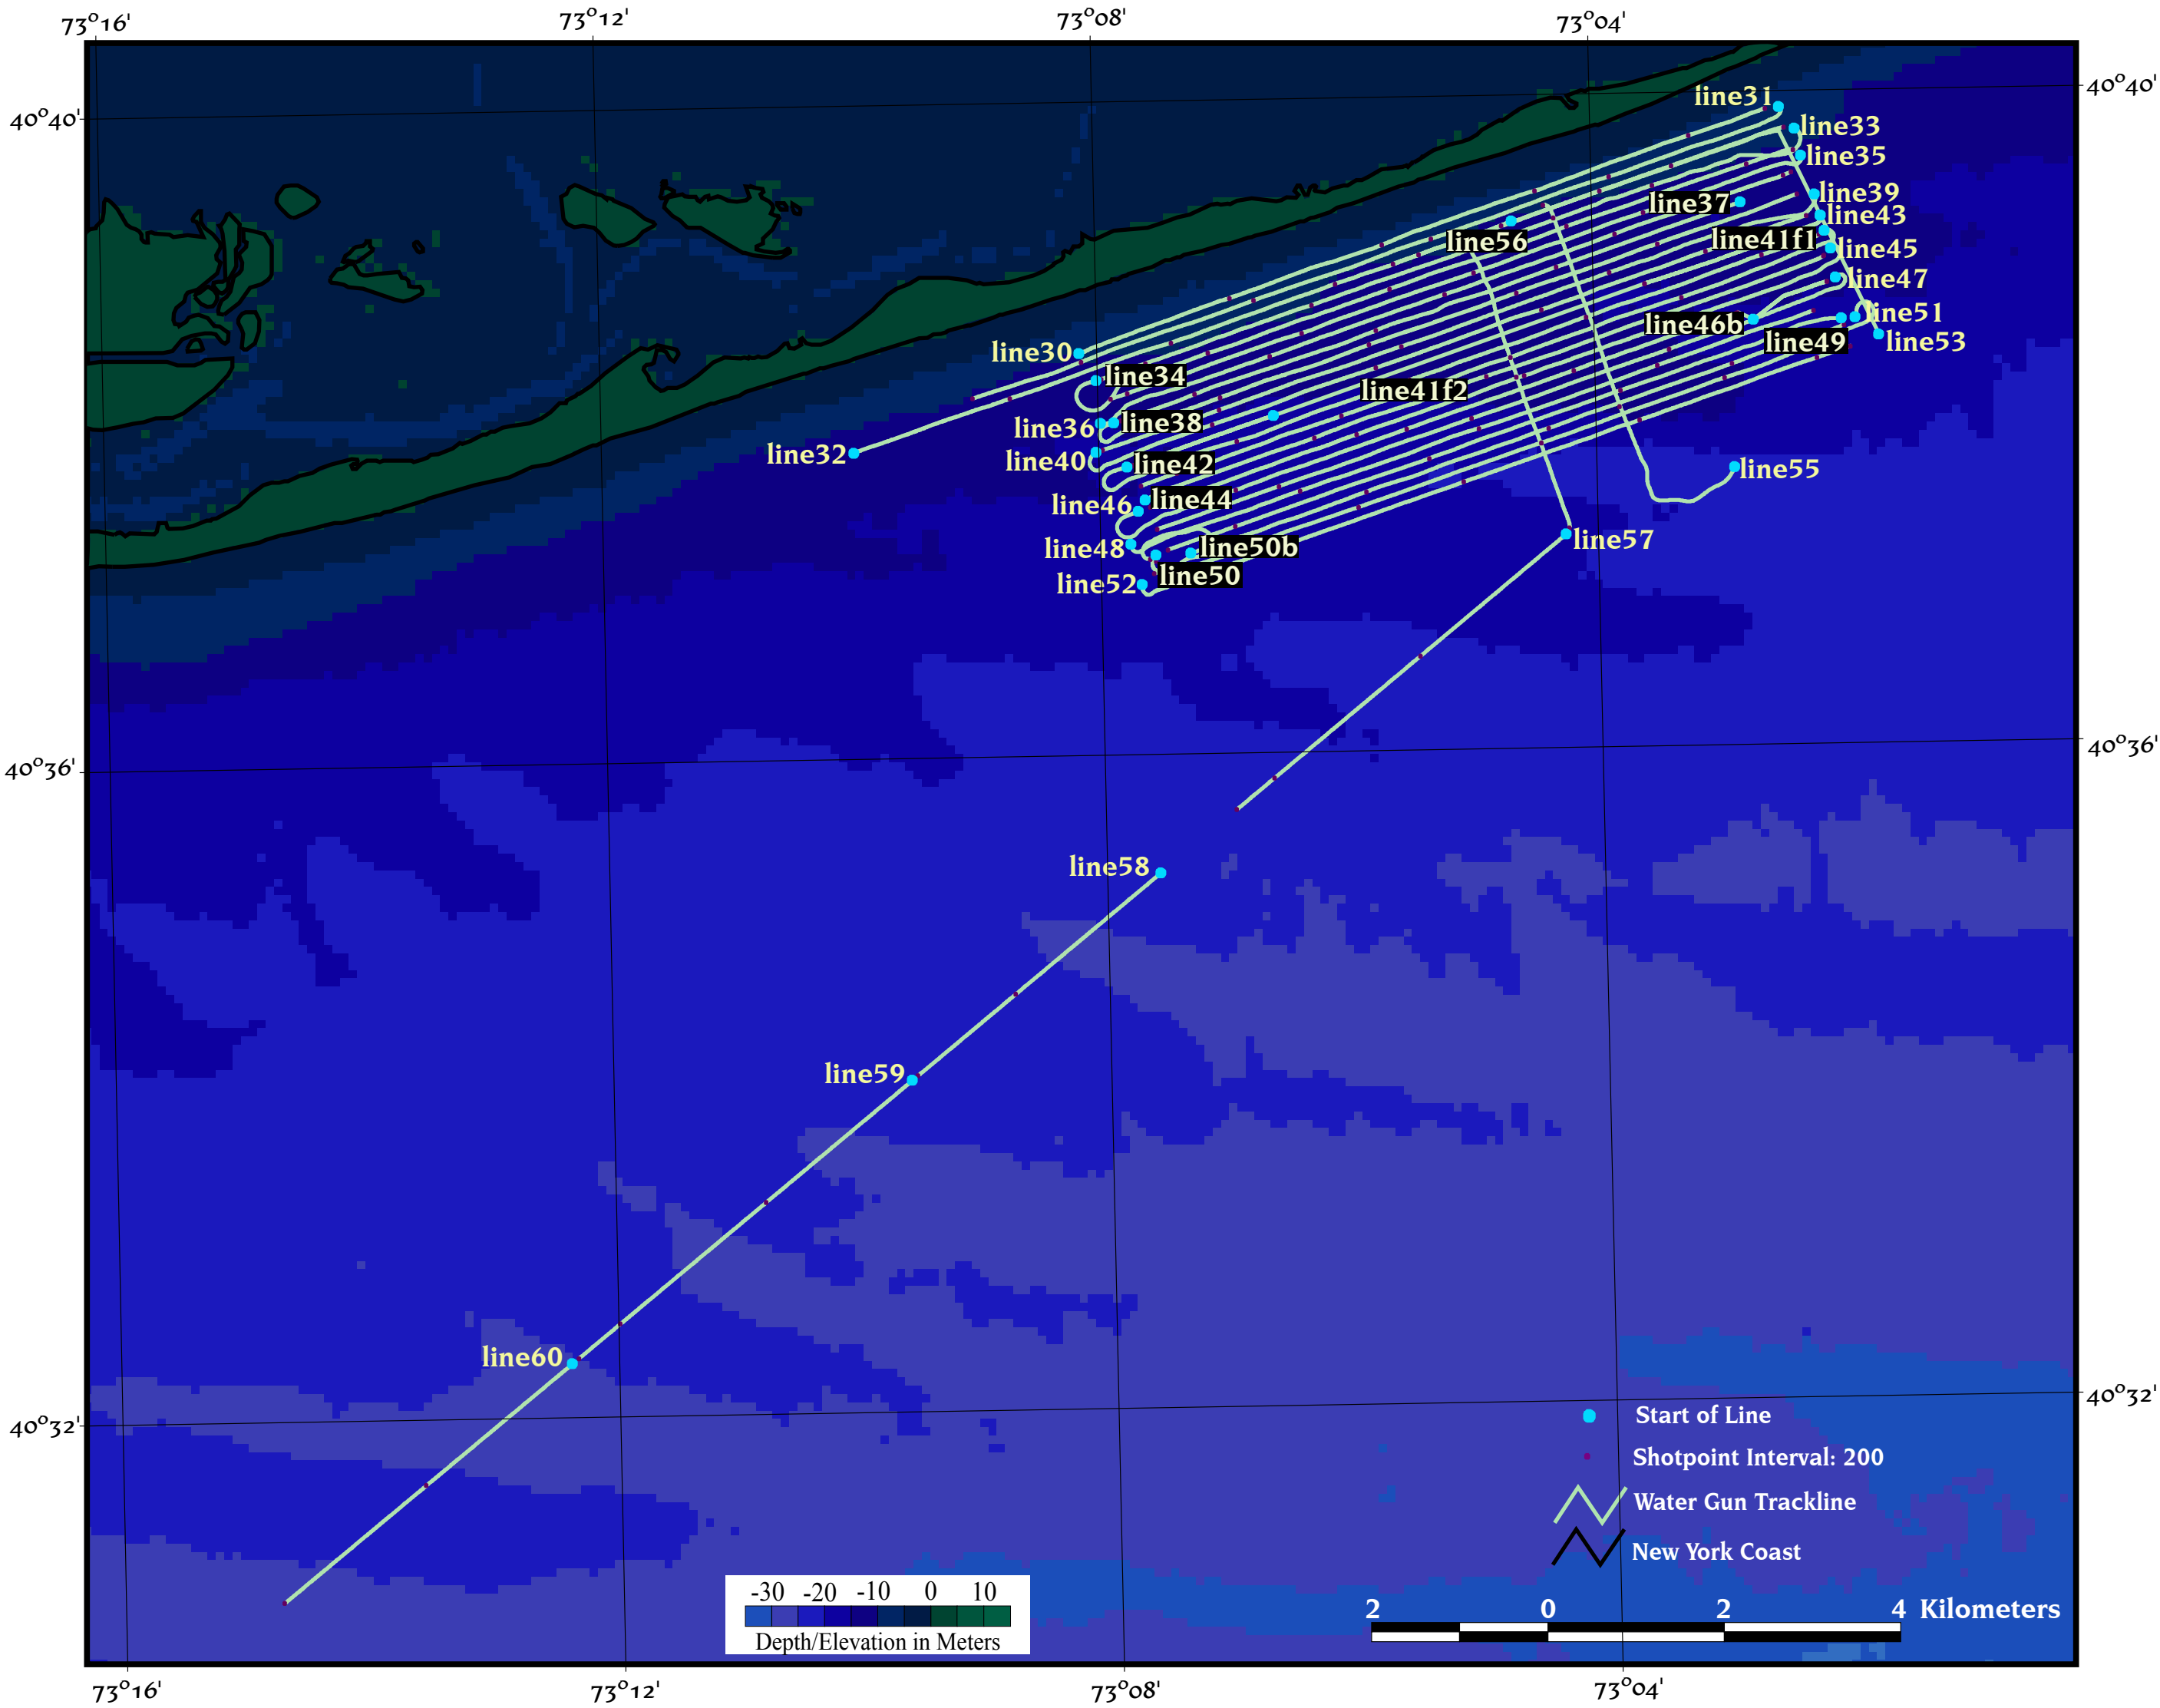 73°16'
73°12'
73°08'
73°04'
40°40'
40°40'
line31
line33
line35
line37
line39
line43
line56
line41f1
line45
line47
line46b
line51
line49
line53
line30
line34
line41f2
line36
line38
line32
line40
line42
line55
line46
line44
line48
line50b
line57
line50
line52
40°36'
40°36'
line58
line59
line60
40°32'
40°32'
Start of Line
Shotpoint Interval: 200
Water Gun Trackline
New York Coast
-30 -20 -10 0 10
Depth/Elevation in Meters
2 0 2 4 Kilometers
73°16'
73°12'
73°08'
73°04'